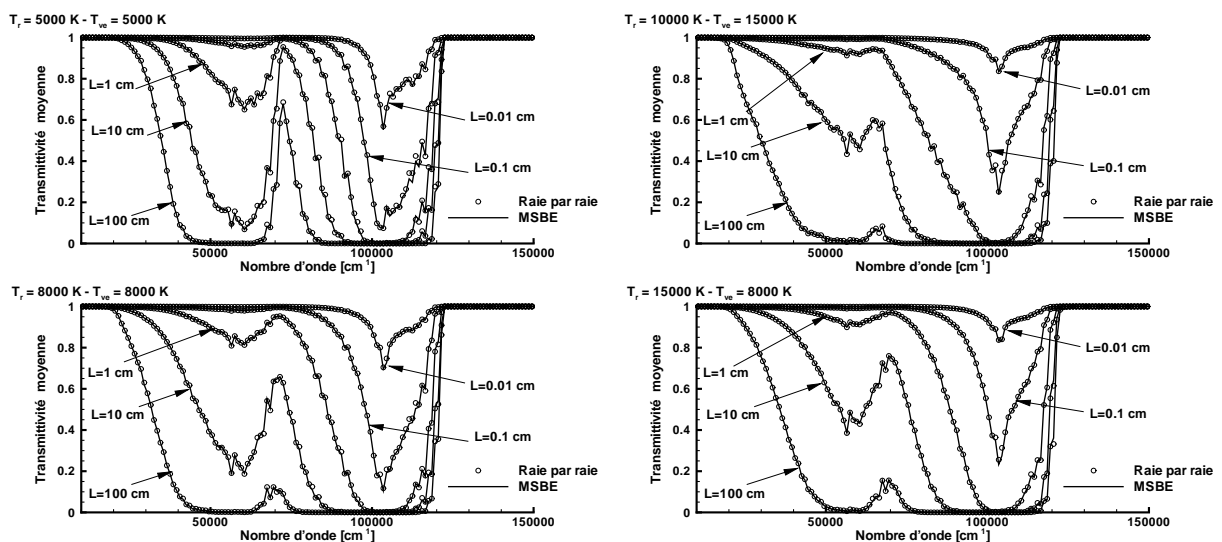 T_r = 5000 K - T_ve = 5000 K
Transmittivité moyenne
1
0.8
0.6
0.4
0.2
0
L=1 cm
L=10 cm
L=100 cm
L=0.01 cm
L=0.1 cm
Raie par raie
MSBE
50000
100000
150000
Nombre d'onde [cm⁻¹]
T_r = 10000 K - T_ve = 15000 K
Transmittivité moyenne
1
0.8
0.6
0.4
0.2
0
L=1 cm
L=10 cm
L=100 cm
L=0.01 cm
L=0.1 cm
Raie par raie
MSBE
50000
100000
150000
Nombre d'onde [cm⁻¹]
T_r = 8000 K - T_ve = 8000 K
Transmittivité moyenne
1
0.8
0.6
0.4
0.2
0
L=1 cm
L=10 cm
L=100 cm
L=0.01 cm
L=0.1 cm
Raie par raie
MSBE
50000
100000
150000
Nombre d'onde [cm⁻¹]
T_r = 15000 K - T_ve = 8000 K
Transmittivité moyenne
1
0.8
0.6
0.4
0.2
0
L=1 cm
L=10 cm
L=100 cm
L=0.01 cm
L=0.1 cm
Raie par raie
MSBE
50000
100000
150000
Nombre d'onde [cm⁻¹]